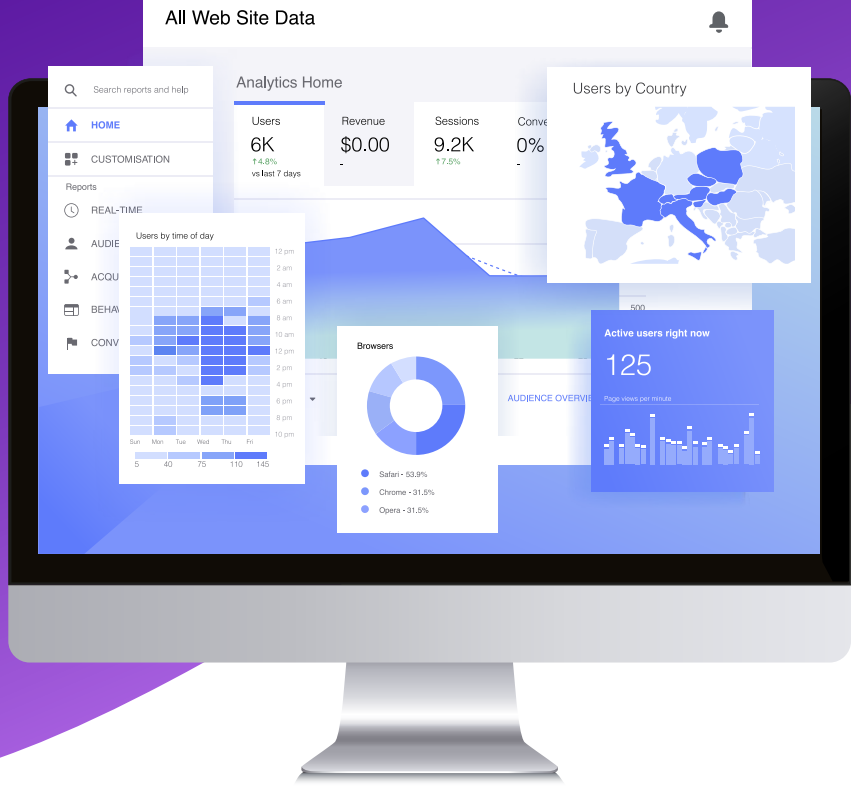 All Web Site Data
Search reports and help
HOME
CUSTOMISATION
Reports
REAL-TIME
AUDIE
ACQU
BEHAV
CONV
Analytics Home
Users
6K
↑4.8%
vs last 7 days
Revenue
$0.00
-
Sessions
9.2K
↑7.5%
Conve
0%
-
500
AUDIENCE OVERVIE
Users by Country
Users by time of day
12 pm
2 am
4 am
6 am
8 am
10 am
12 pm
2 pm
4 pm
6 pm
8 pm
10 pm
Sun Mon Tue Wed Thu Fri
5 40 75 110 145
Browsers
Safari - 53.9%
Chrome - 31.5%
Opera - 31.5%
Active users right now
125
Page views per minute